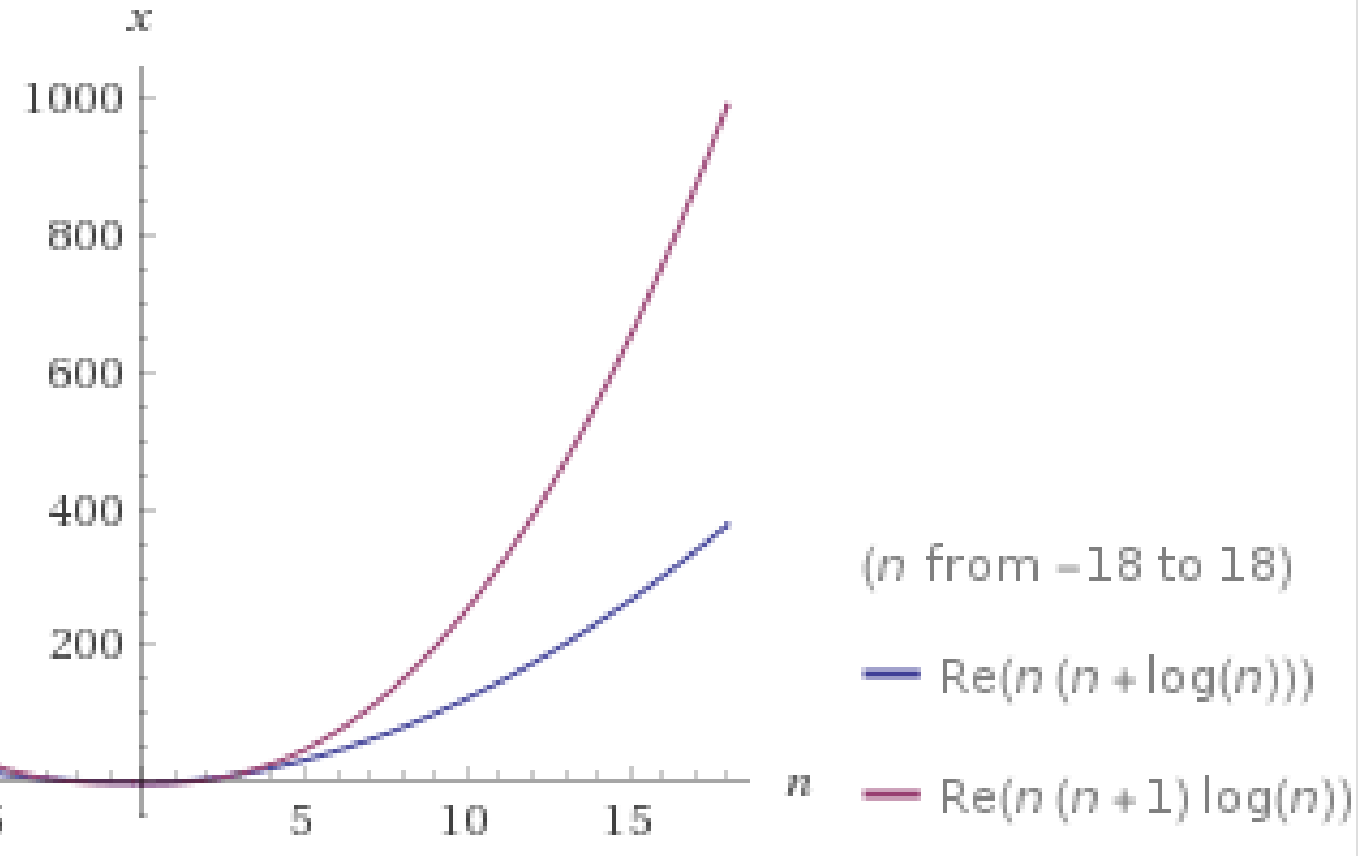 x
1000
800
600
400
200
5
10
15
n
(n from −18 to 18)
Re(n (n + log(n)))
Re(n (n + 1) log(n))